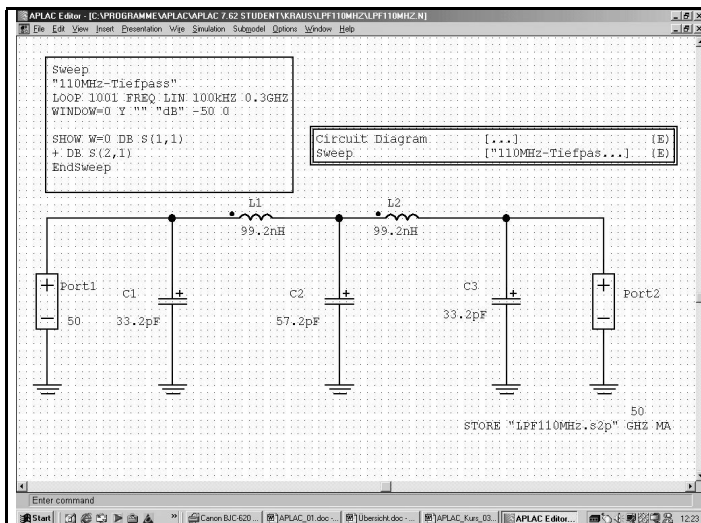 APLAC Editor - [C:\PROGRAMME\APLAC\APLAC 7.62 STUDENT\KRAUS\LPF110MHZ\LPF110MHZ.N]
File Edit View Insert Presentation Wire Simulation Submodel Options Window Help
Sweep
"110MHz-Tiefpass"
LOOP 1001 FREQ LIN 100kHZ 0.3GHZ
WINDOW=0 Y "" "dB" -50 0
SHOW W=0 DB S(1,1)
+ DB S(2,1)
EndSweep
Circuit Diagram [...] (E)
Sweep ["110MHz-Tiefpas...] (E)
L1 L2
99.2nH 99.2nH
Port1 C1 C2 C3 Port2
50 33.2pF 57.2pF 33.2pF
50
STORE "LPF110MHz.s2p" GHZ MA
Enter command
Start » Canon BJC-620 ... APLAC_01.doc -... Übersicht.doc - ... APLAC_Kurs_03... APLAC Editor... 12:23